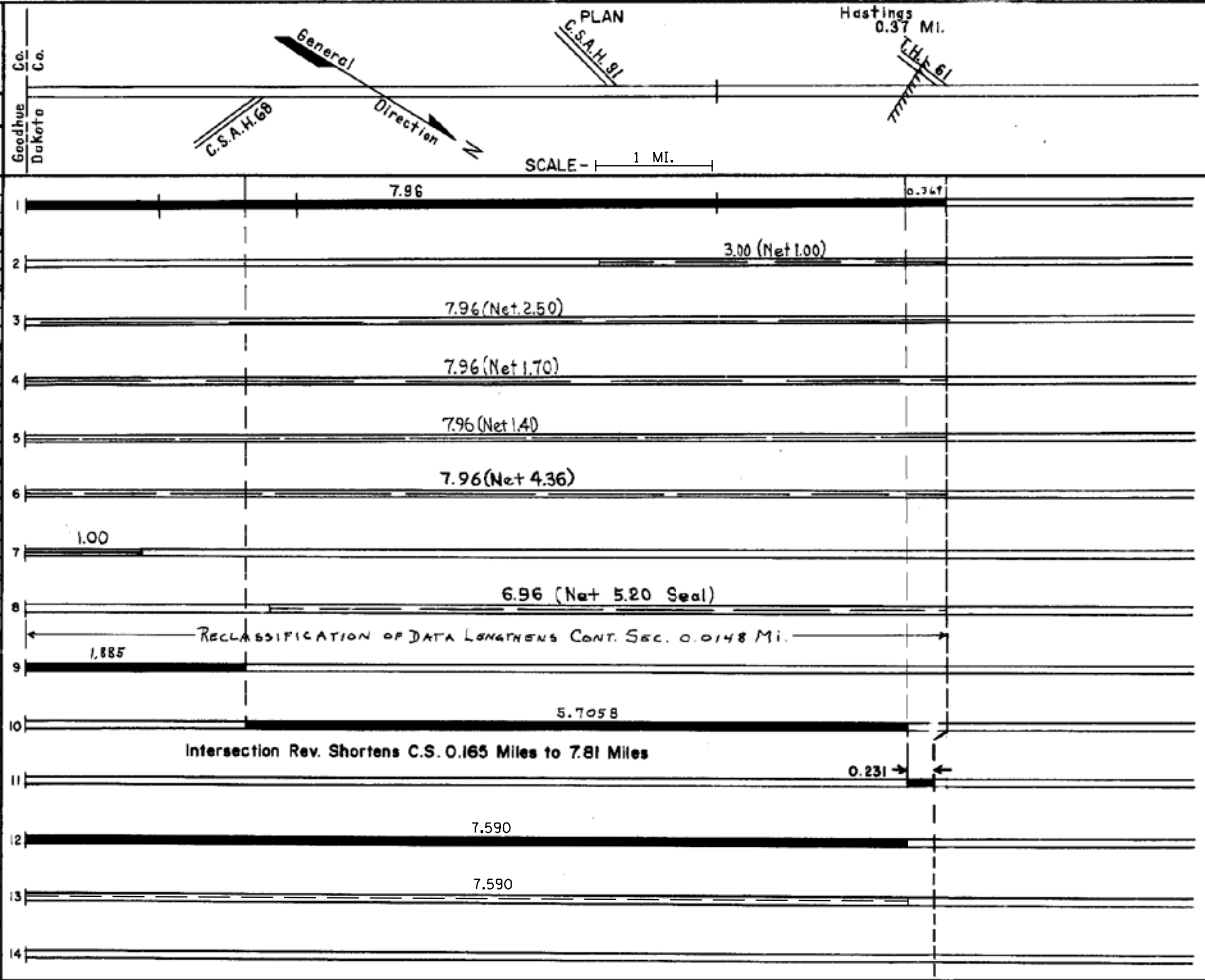 PLAN
Hastings
0.37 MI.
Goodhue Co.
Dakota Co.
General
Direction
N
C.S.A.H. 68
C.S.A.H. 91
T.H. 61
SCALE- 1 MI.
1
7.96
0.369
2
3.00 (Net 1.00)
3
7.96 (Net. 2.50)
4
7.96 (Net 1.70)
5
7.96 (Net 1.40
6
7.96 (Net 4.36)
7
1.00
8
6.96 (Net 5.20 Seal)
RECLASSIFICATION OF DATA LENGTHENS CONT. SEC. 0.0148 MI.
9
1.885
10
5.7058
Intersection Rev. Shortens C.S. 0.165 Miles to 7.81 Miles
11
0.231
12
7.590
13
7.590
14